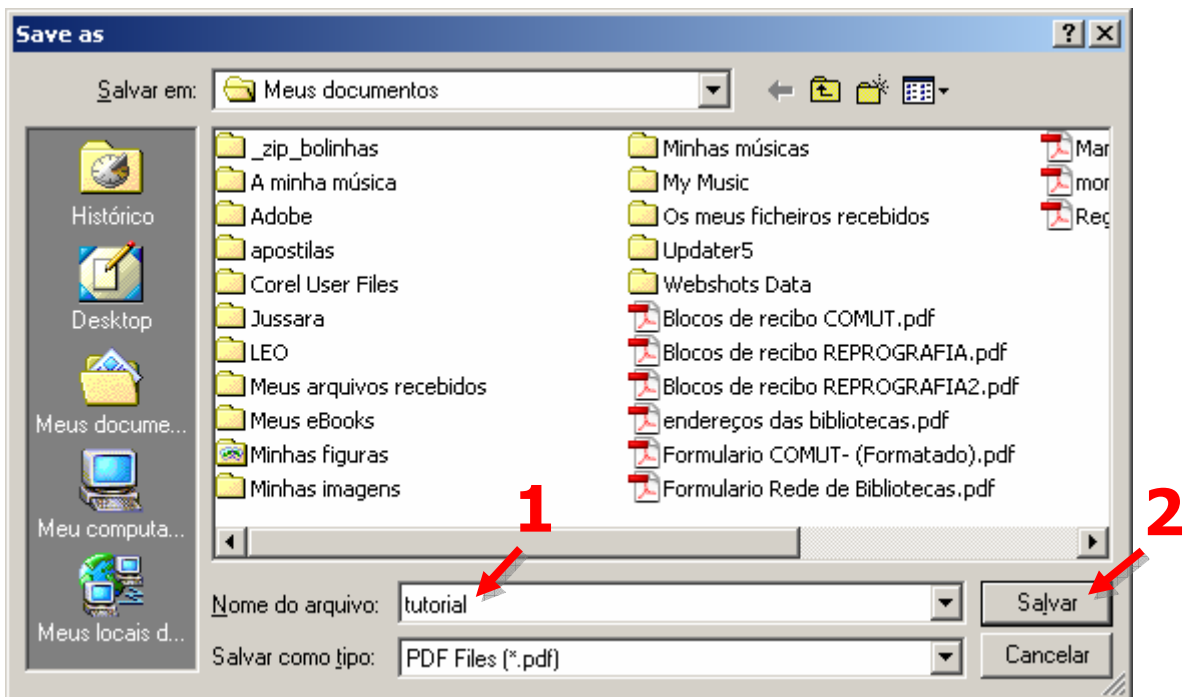 Save as
Salvar em: Meus documentos
Histórico
Desktop
Meus docume...
Meu computa...
Meus locais d...
_zip_bolinhas
A minha música
Adobe
apostilas
Corel User Files
Jussara
LEO
Meus arquivos recebidos
Meus eBooks
Minhas figuras
Minhas imagens
Minhas músicas
My Music
Os meus ficheiros recebidos
Updater5
Webshots Data
Blocos de recibo COMUT.pdf
Blocos de recibo REPROGRAFIA.pdf
Blocos de recibo REPROGRAFIA2.pdf
endereços das bibliotecas.pdf
Formulario COMUT- (Formatado).pdf
Formulario Rede de Bibliotecas.pdf
Mar
mor
Reg
1
2
Nome do arquivo: tutorial Salvar
Salvar como tipo: PDF Files (*.pdf) Cancelar